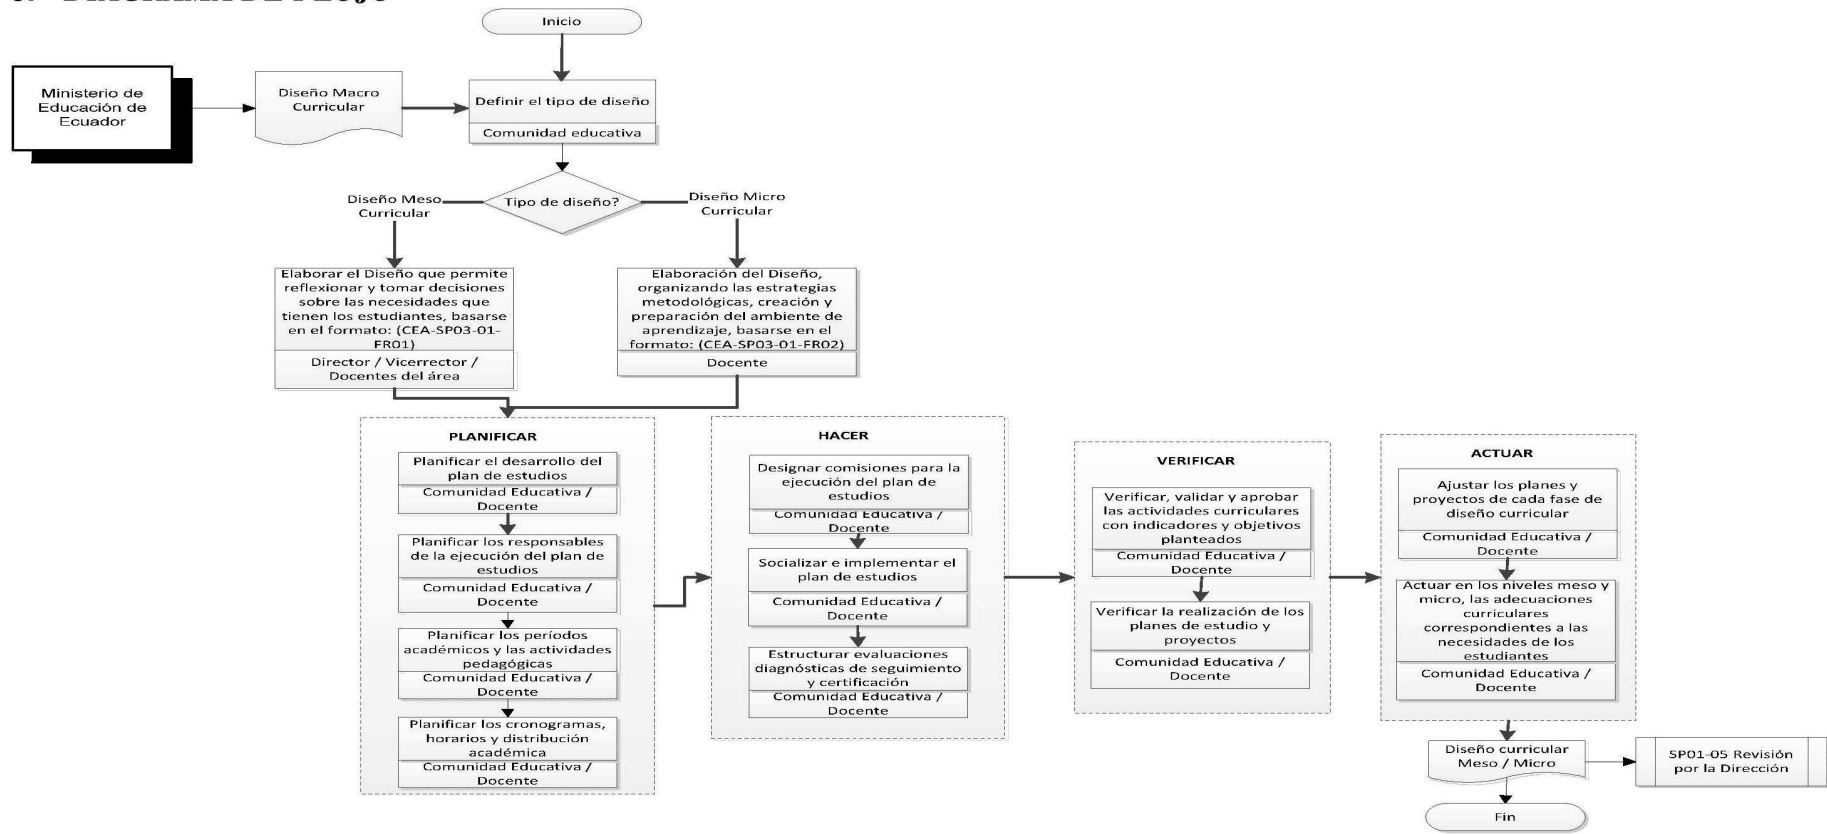 Inicio
Ministerio de
Educación de
Ecuador
Diseño Macro
Curricular
Definir el tipo de diseño
Comunidad educativa
Diseño Meso
Curricular
Tipo de diseño?
Diseño Micro
Curricular
Elaborar el Diseño que permite
reflexionar y tomar decisiones
sobre las necesidades que
tienen los estudiantes, basarse
en el formato: (CEA-SP03-01-
FR01)
Director / Vicerrector /
Docentes del área
Elaboración del Diseño,
organizando las estrategias
metodológicas, creación y
preparación del ambiente de
aprendizaje, basarse en el
formato: (CEA-SP03-01-FR02)
Docente
PLANIFICAR
Planificar el desarrollo del
plan de estudios
Comunidad Educativa /
Docente
Planificar los responsables
de la ejecución del plan de
estudios
Comunidad Educativa /
Docente
Planificar los períodos
académicos y las actividades
pedagógicas
Comunidad Educativa /
Docente
Planificar los cronogramas,
horarios y distribución
académica
Comunidad Educativa /
Docente
HACER
Designar comisiones para la
ejecución del plan de
estudios
Comunidad Educativa /
Docente
Socializar e implementar el
plan de estudios
Comunidad Educativa /
Docente
Estructurar evaluaciones
diagnósticas de seguimiento
y certificación
Comunidad Educativa /
Docente
VERIFICAR
Verificar, validar y aprobar
las actividades curriculares
con indicadores y objetivos
planteados
Comunidad Educativa /
Docente
Verificar la realización de los
planes de estudio y
proyectos
Comunidad Educativa /
Docente
ACTUAR
Ajustar los planes y
proyectos de cada fase de
diseño curricular
Comunidad Educativa /
Docente
Actuar en los niveles meso y
micro, las adecuaciones
curriculares
correspondientes a las
necesidades de los
estudiantes
Comunidad Educativa /
Docente
Diseño curricular
Meso / Micro
SP01-05 Revisión
por la Dirección
Fin